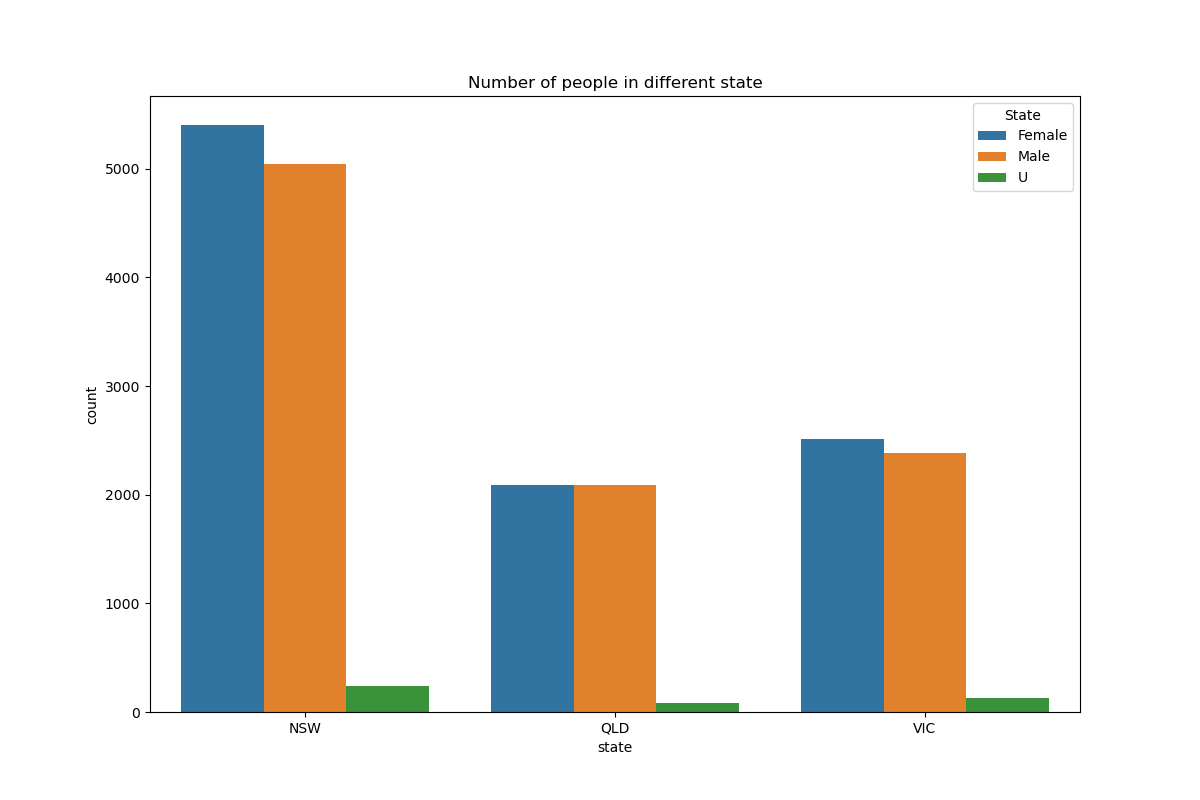 Number of people in different state
State
Female
Male
U
5000
4000
3000
2000
1000
0
count
NSW QLD VIC
state